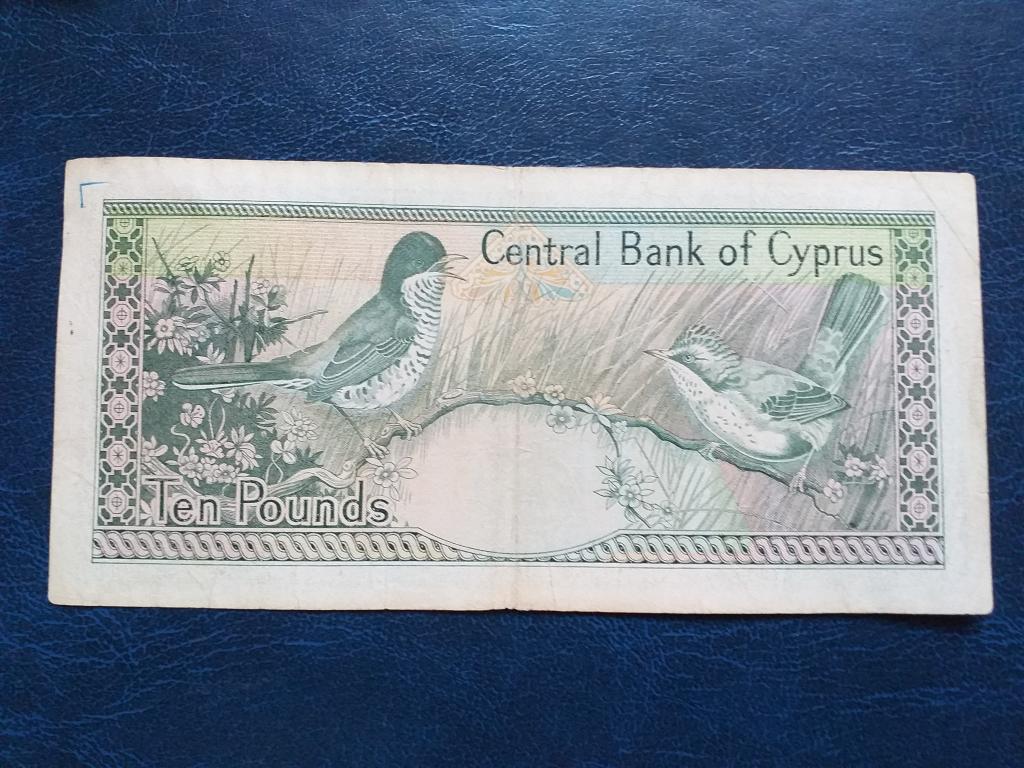 Central Bank of Cyprus
Ten Pounds